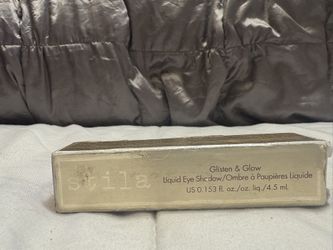 stila
Glisten & Glow
Liquid Eye Shadow/Ombre à Paupières Liquide
US 0.153 fl. oz./oz. liq./4.5 ml